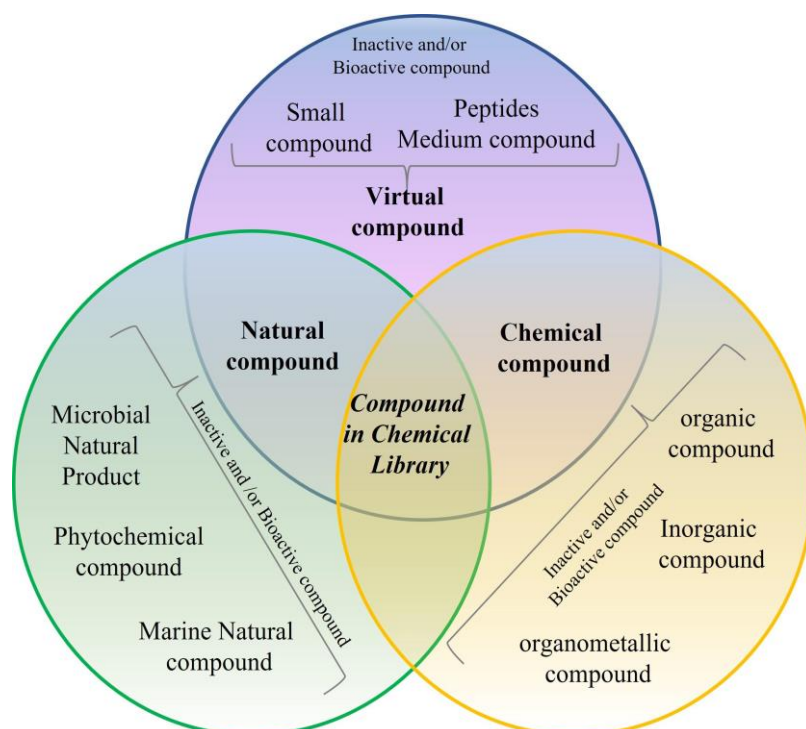 Inactive and/or
Bioactive compound
Small
compound
Peptides
Medium compound
Virtual
compound
Natural
compound
Chemical
compound
Compound
in Chemical
Library
Microbial
Natural
Product
Phytochemical
compound
Marine Natural
compound
Inactive and /or Bioactive compound
Inactive and/or
Bioactive compound
organic
compound
Inorganic
compound
organometallic
compound